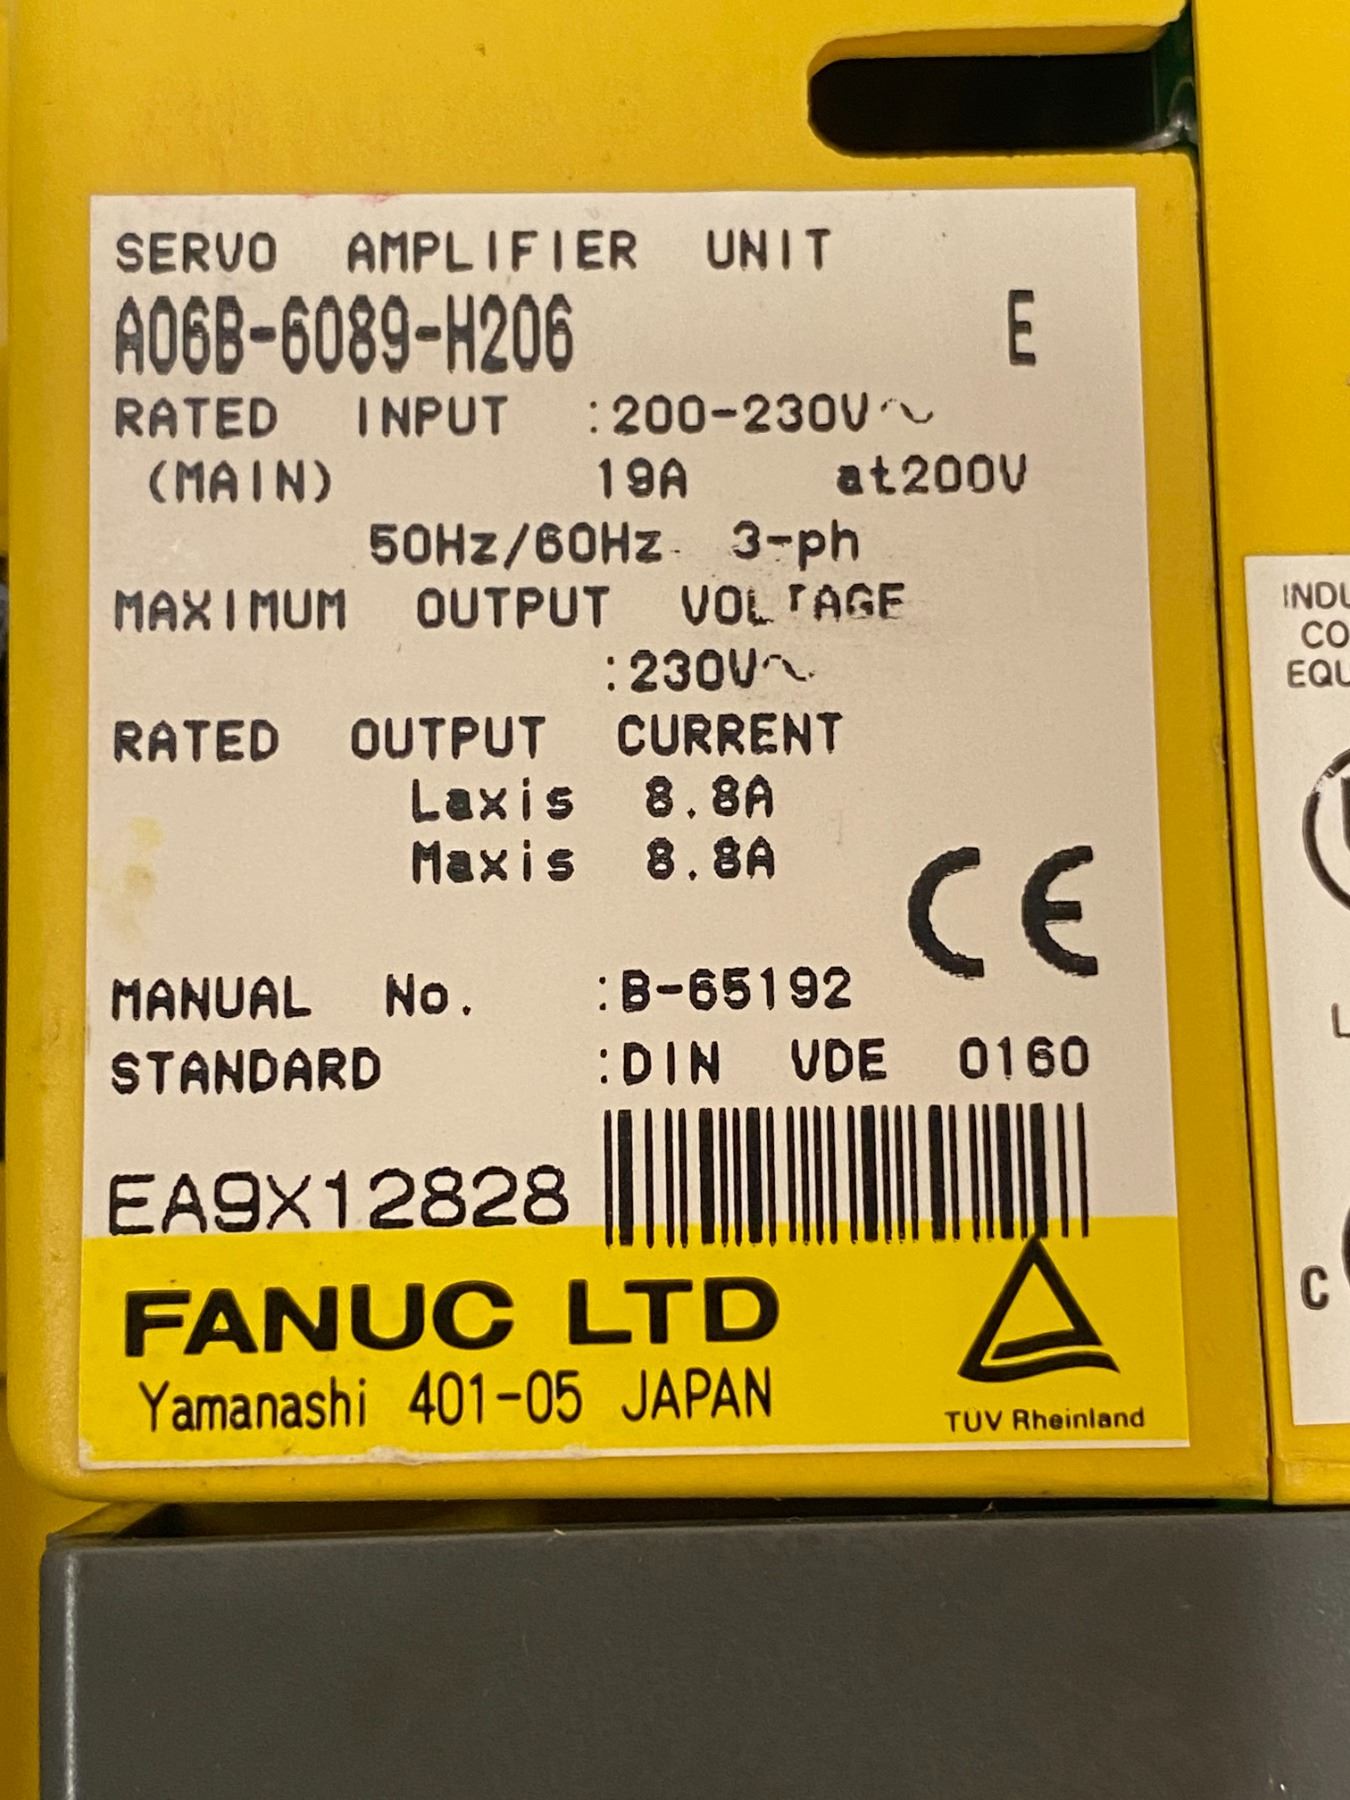 SERVO AMPLIFIER UNIT
A06B-6089-H206 E
RATED INPUT :200-230V~
(MAIN) 19A at200V
50Hz/60Hz 3-ph
MAXIMUM OUTPUT VOLTAGE
:230V~
RATED OUTPUT CURRENT
Laxis 8.8A
Maxis 8.8A
CE
MANUAL No. :B-65192
STANDARD :DIN VDE 0160
EA9X12828
FANUC LTD
Yamanashi 401-05 JAPAN
TÜV Rheinland
C